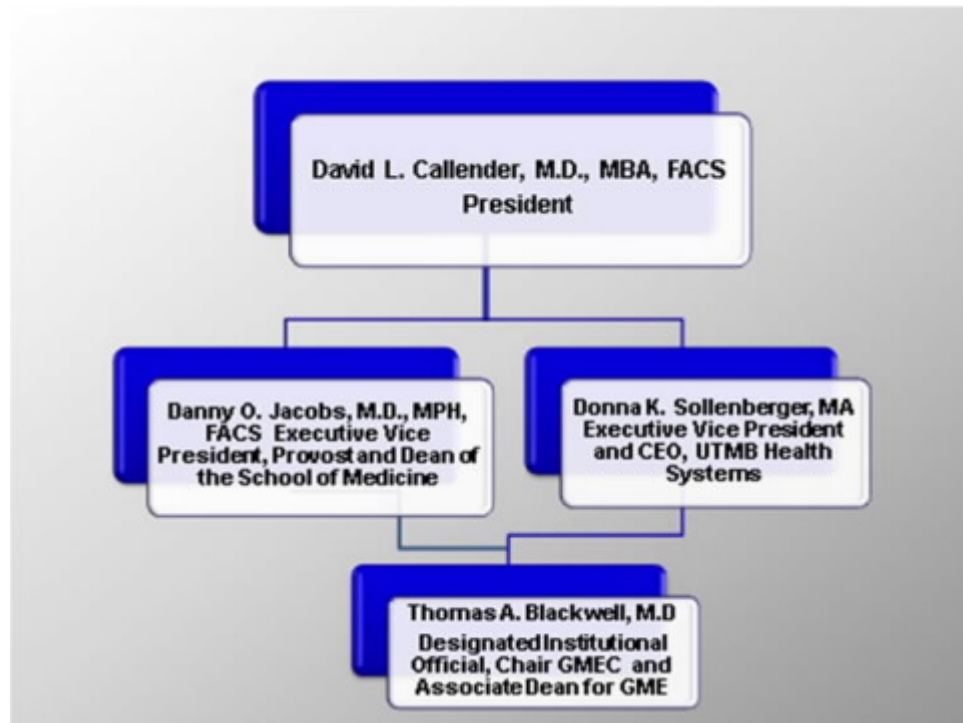 David L. Callender, M.D., MBA, FACS
President
Danny O. Jacobs, M.D., MPH,
FACS Executive Vice
President, Provost and Dean of
the School of Medicine
Donna K. Sollenberger, MA
Executive Vice President
and CEO, UTMB Health
Systems
Thomas A. Blackwell, M.D
Designated Institutional
Official, Chair GMEC and
Associate Dean for GME